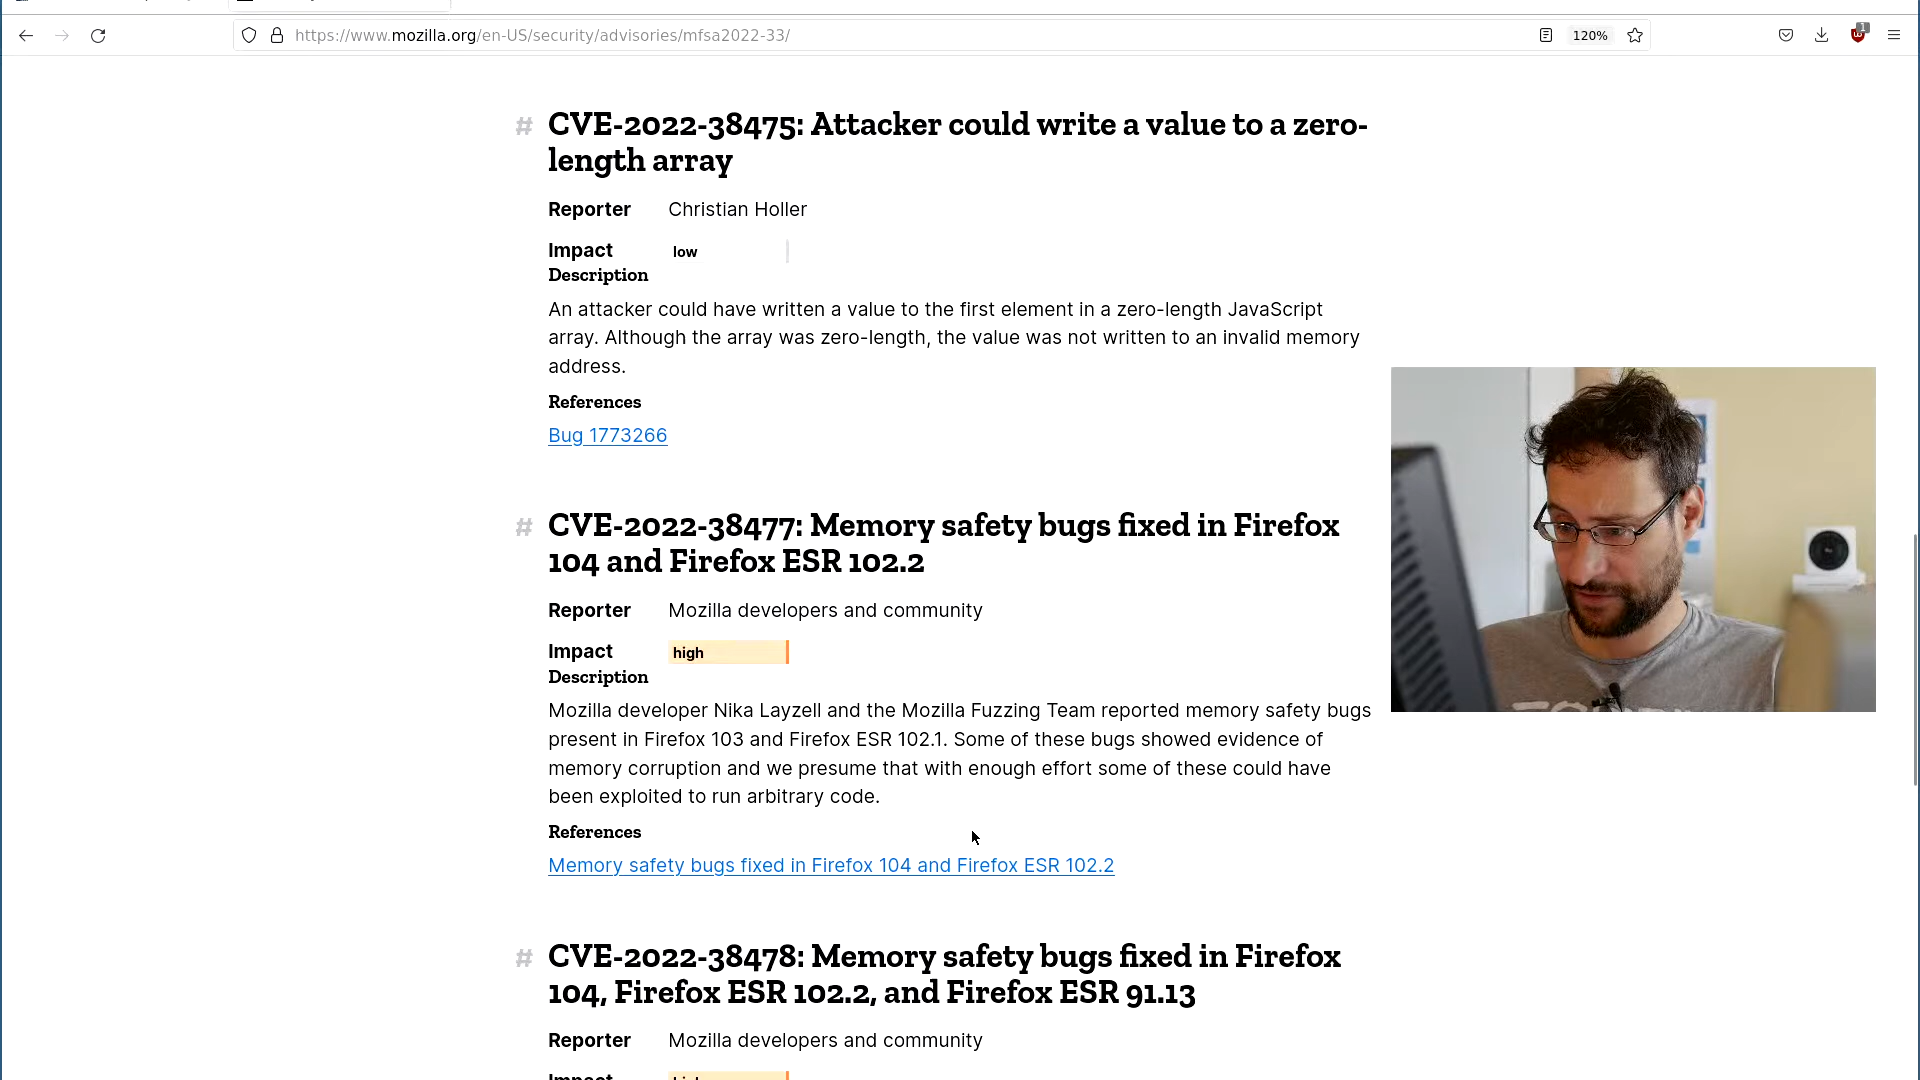 https://www.mozilla.org/en-US/security/advisories/mfsa2022-33/
120%
1
# CVE-2022-38475: Attacker could write a value to a zero-
length array
Reporter Christian Holler
Impact low
Description
An attacker could have written a value to the first element in a zero-length JavaScript
array. Although the array was zero-length, the value was not written to an invalid memory
address.
References
Bug 1773266
# CVE-2022-38477: Memory safety bugs fixed in Firefox
104 and Firefox ESR 102.2
Reporter Mozilla developers and community
Impact high
Description
Mozilla developer Nika Layzell and the Mozilla Fuzzing Team reported memory safety bugs
present in Firefox 103 and Firefox ESR 102.1. Some of these bugs showed evidence of
memory corruption and we presume that with enough effort some of these could have
been exploited to run arbitrary code.
References
Memory safety bugs fixed in Firefox 104 and Firefox ESR 102.2
# CVE-2022-38478: Memory safety bugs fixed in Firefox
104, Firefox ESR 102.2, and Firefox ESR 91.13
Reporter Mozilla developers and community
Impact